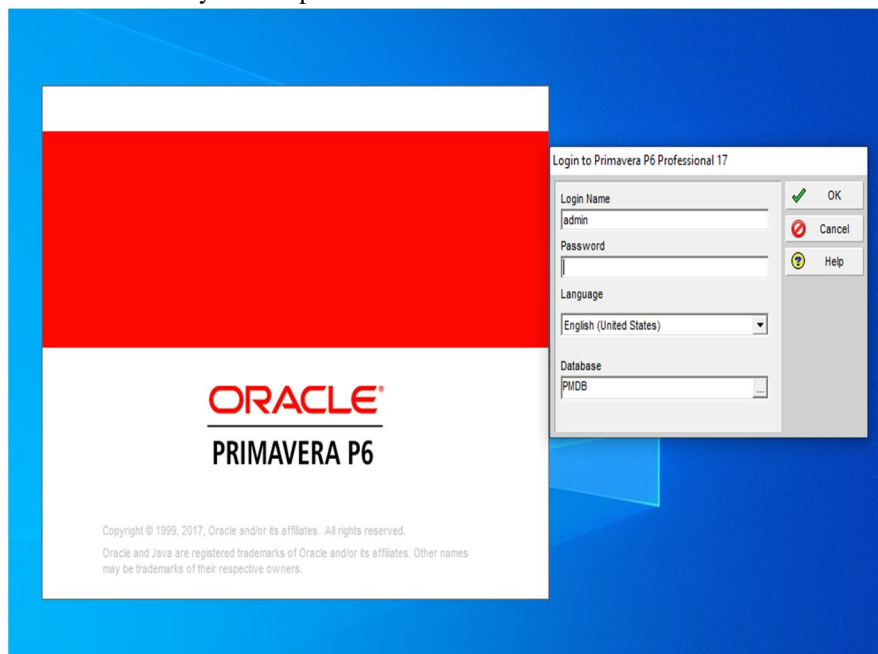 Login to Primavera P6 Professional 17
Login Name
admin
Password
Language
English (United States)
Database
PMDB
...
OK
Cancel
? Help
ORACLE®
PRIMAVERA P6
Copyright © 1999, 2017, Oracle and/or its affiliates. All rights reserved.
Oracle and Java are registered trademarks of Oracle and/or its affiliates. Other names
may be trademarks of their respective owners.